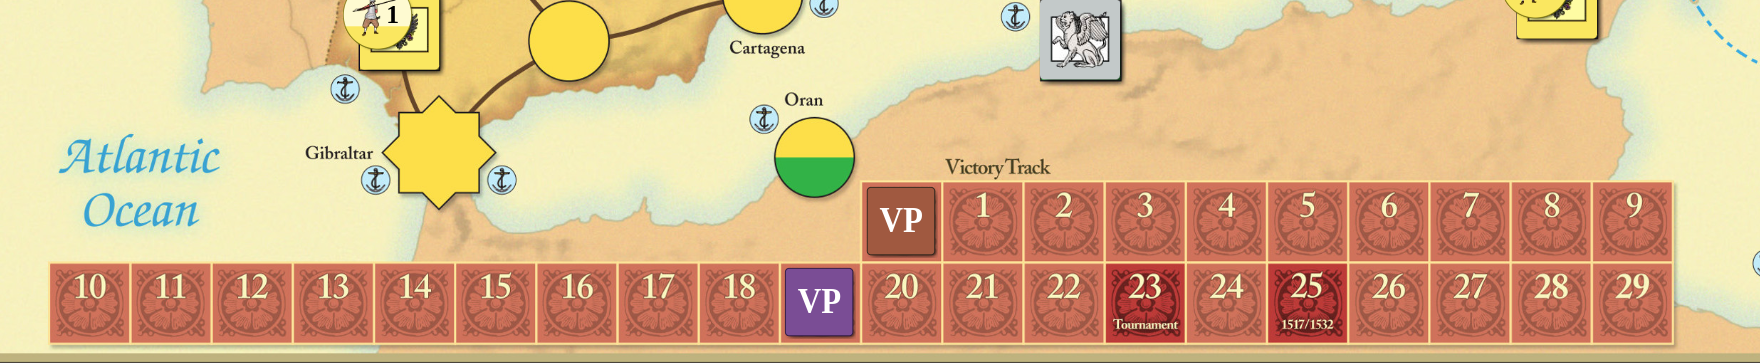 1
Cartagena
Oran
Gibraltar
Atlantic
Ocean
Victory Track
VP 1 2 3 4 5 6 7 8 9
10 11 12 13 14 15 16 17 18 VP 20 21 22 23 24 25 26 27 28 29
Tournament 1517/1532